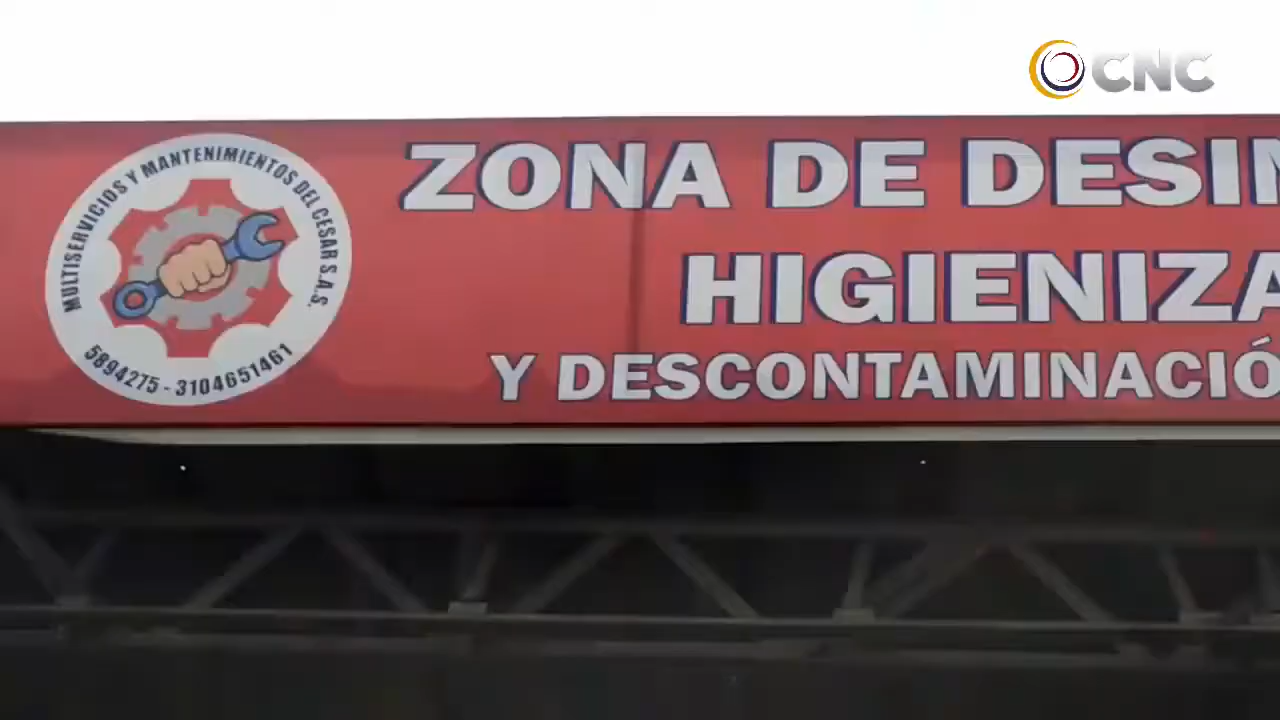 CNC
MULTISERVICIOS Y MANTENIMIENTOS DEL CESAR S.A.S.
5894275 - 3104651461
ZONA DE DESIN
HIGIENIZA
Y DESCONTAMINACIÓ